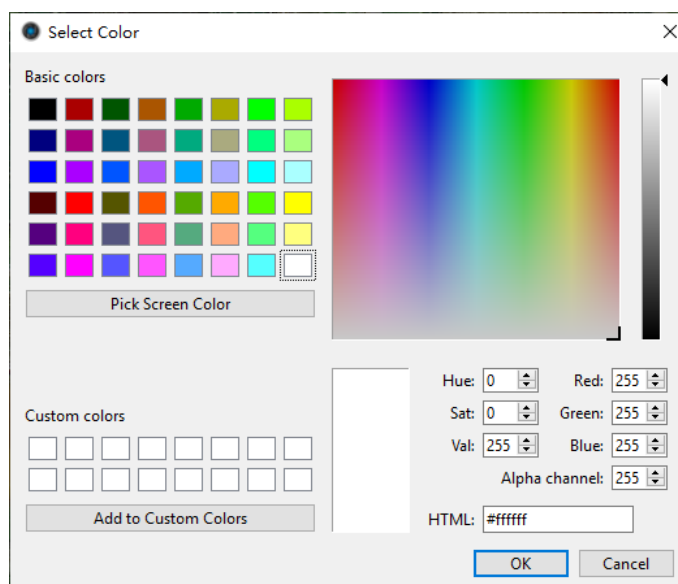 Select Color
Basic colors
Pick Screen Color
Custom colors
Add to Custom Colors
Hue: 0 Red: 255
Sat: 0 Green: 255
Val: 255 Blue: 255
Alpha channel: 255
HTML: #ffffff
OK Cancel